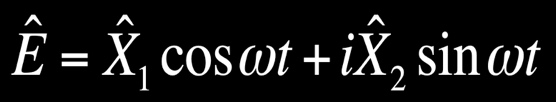 Ê = X̂₁ cos ωt + iX̂₂ sin ωt